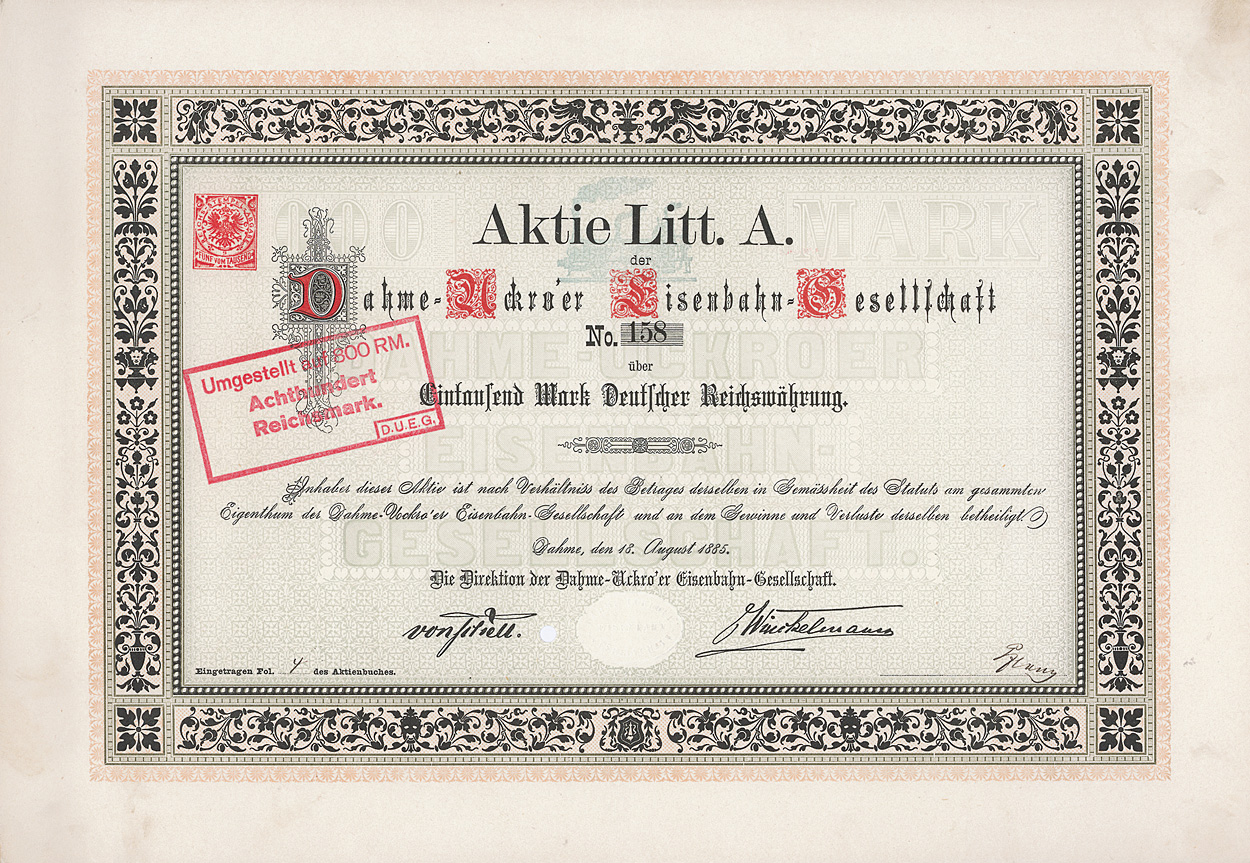 000 MARK
Aktie Litt. A.
der
Dahme-Uckro'er Eisenbahn-Gesellschaft
No. 158
über
Eintausend Mark Deutscher Reichswährung.
DAHME-UCKROER
EISENBAHN-
GESELLSCHAFT.
FÜNF VOM TAUSEND
Umgestellt auf 800 RM.
Achthundert
Reichsmark.
D.U.E.G.
Inhaber dieser Aktie ist nach Verhältniss des Betrages derselben in Gemässheit des Statuts am gesammten
Eigenthum der Dahme-Uckro'er Eisenbahn-Gesellschaft und an dem Gewinne und Verluste derselben betheiligt.
Dahme, den 18. August 1885.
Die Direktion der Dahme-Uckro'er Eisenbahn-Gesellschaft.
J Winckelmann
Eingetragen Fol. 4 des Aktienbuches.